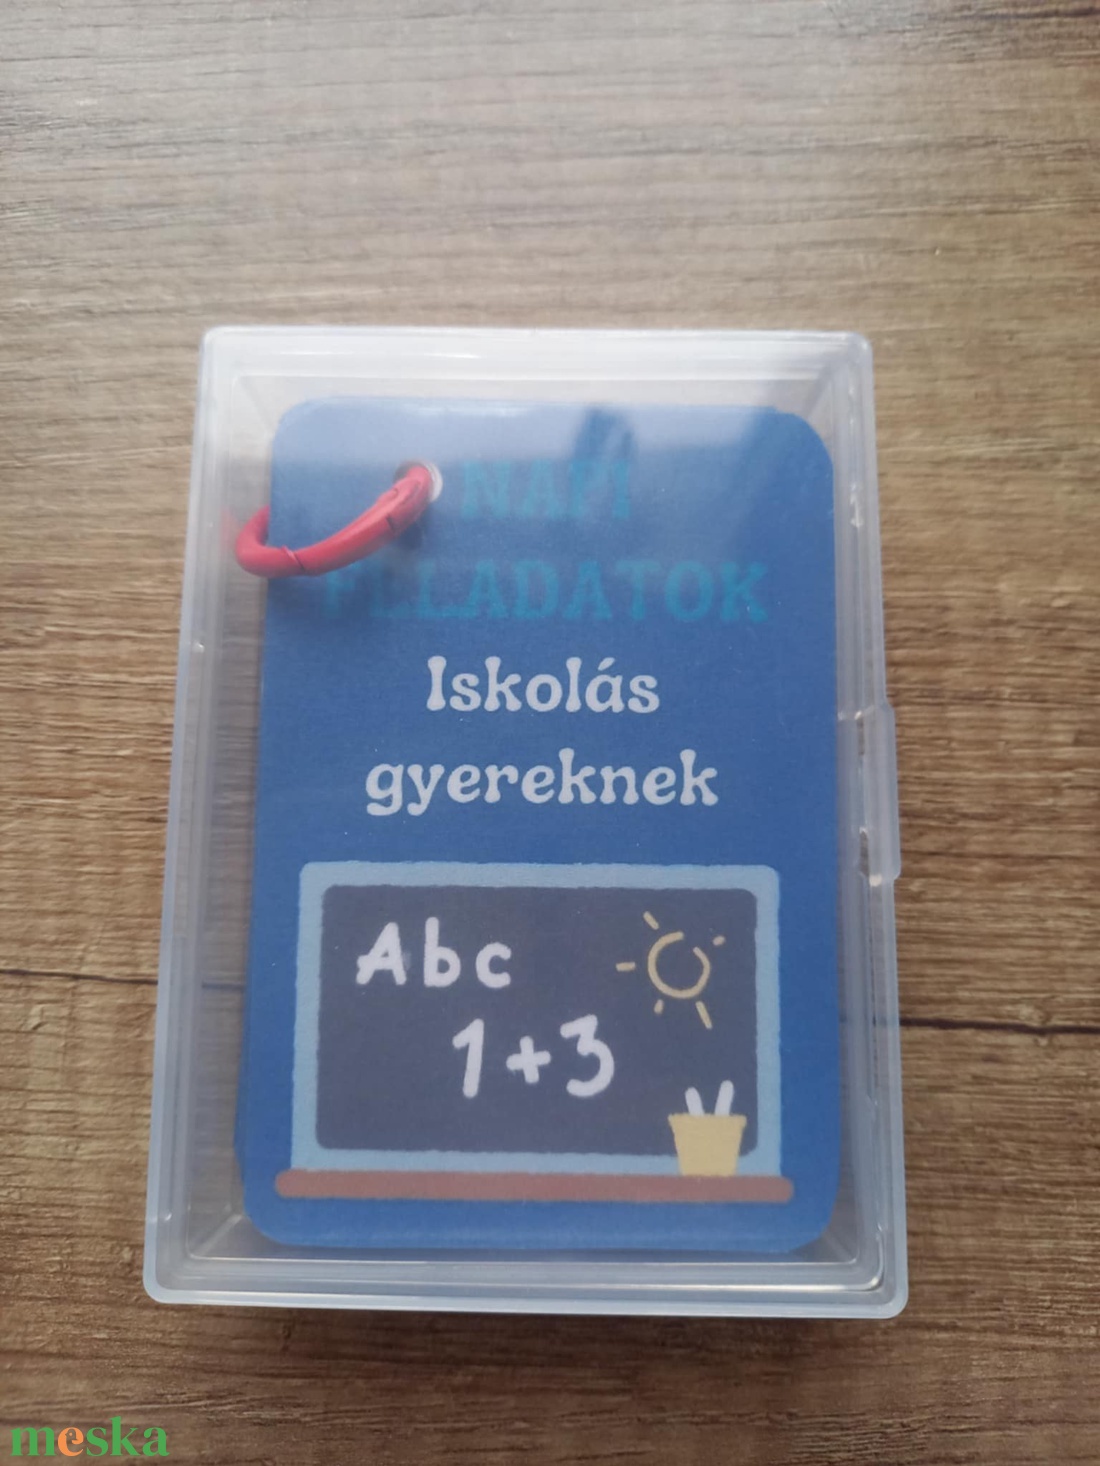 NAPI
FELADATOK
Iskolás
gyereknek
Abc
1+3
meska